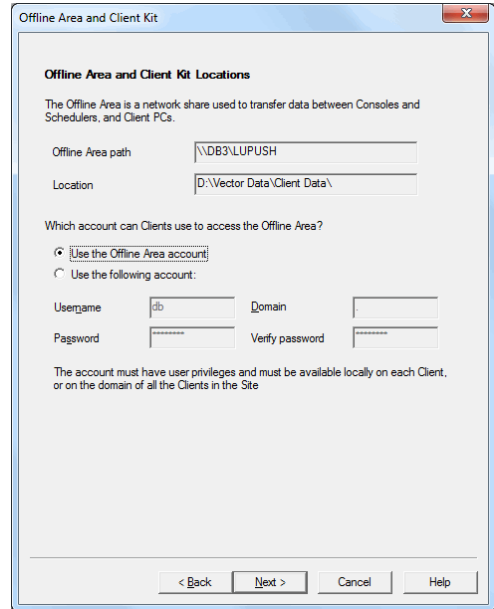 Offline Area and Client Kit
Offline Area and Client Kit Locations
The Offline Area is a network share used to transfer data between Consoles and
Schedulers, and Client PCs.
Offline Area path \\DB3\LUPUSH
Location D:\Vector Data\Client Data\
Which account can Clients use to access the Offline Area?
Use the Offline Area account
Use the following account:
Username db Domain .
Password ******** Verify password ********
The account must have user privileges and must be available locally on each Client,
or on the domain of all the Clients in the Site
< Back Next > Cancel Help